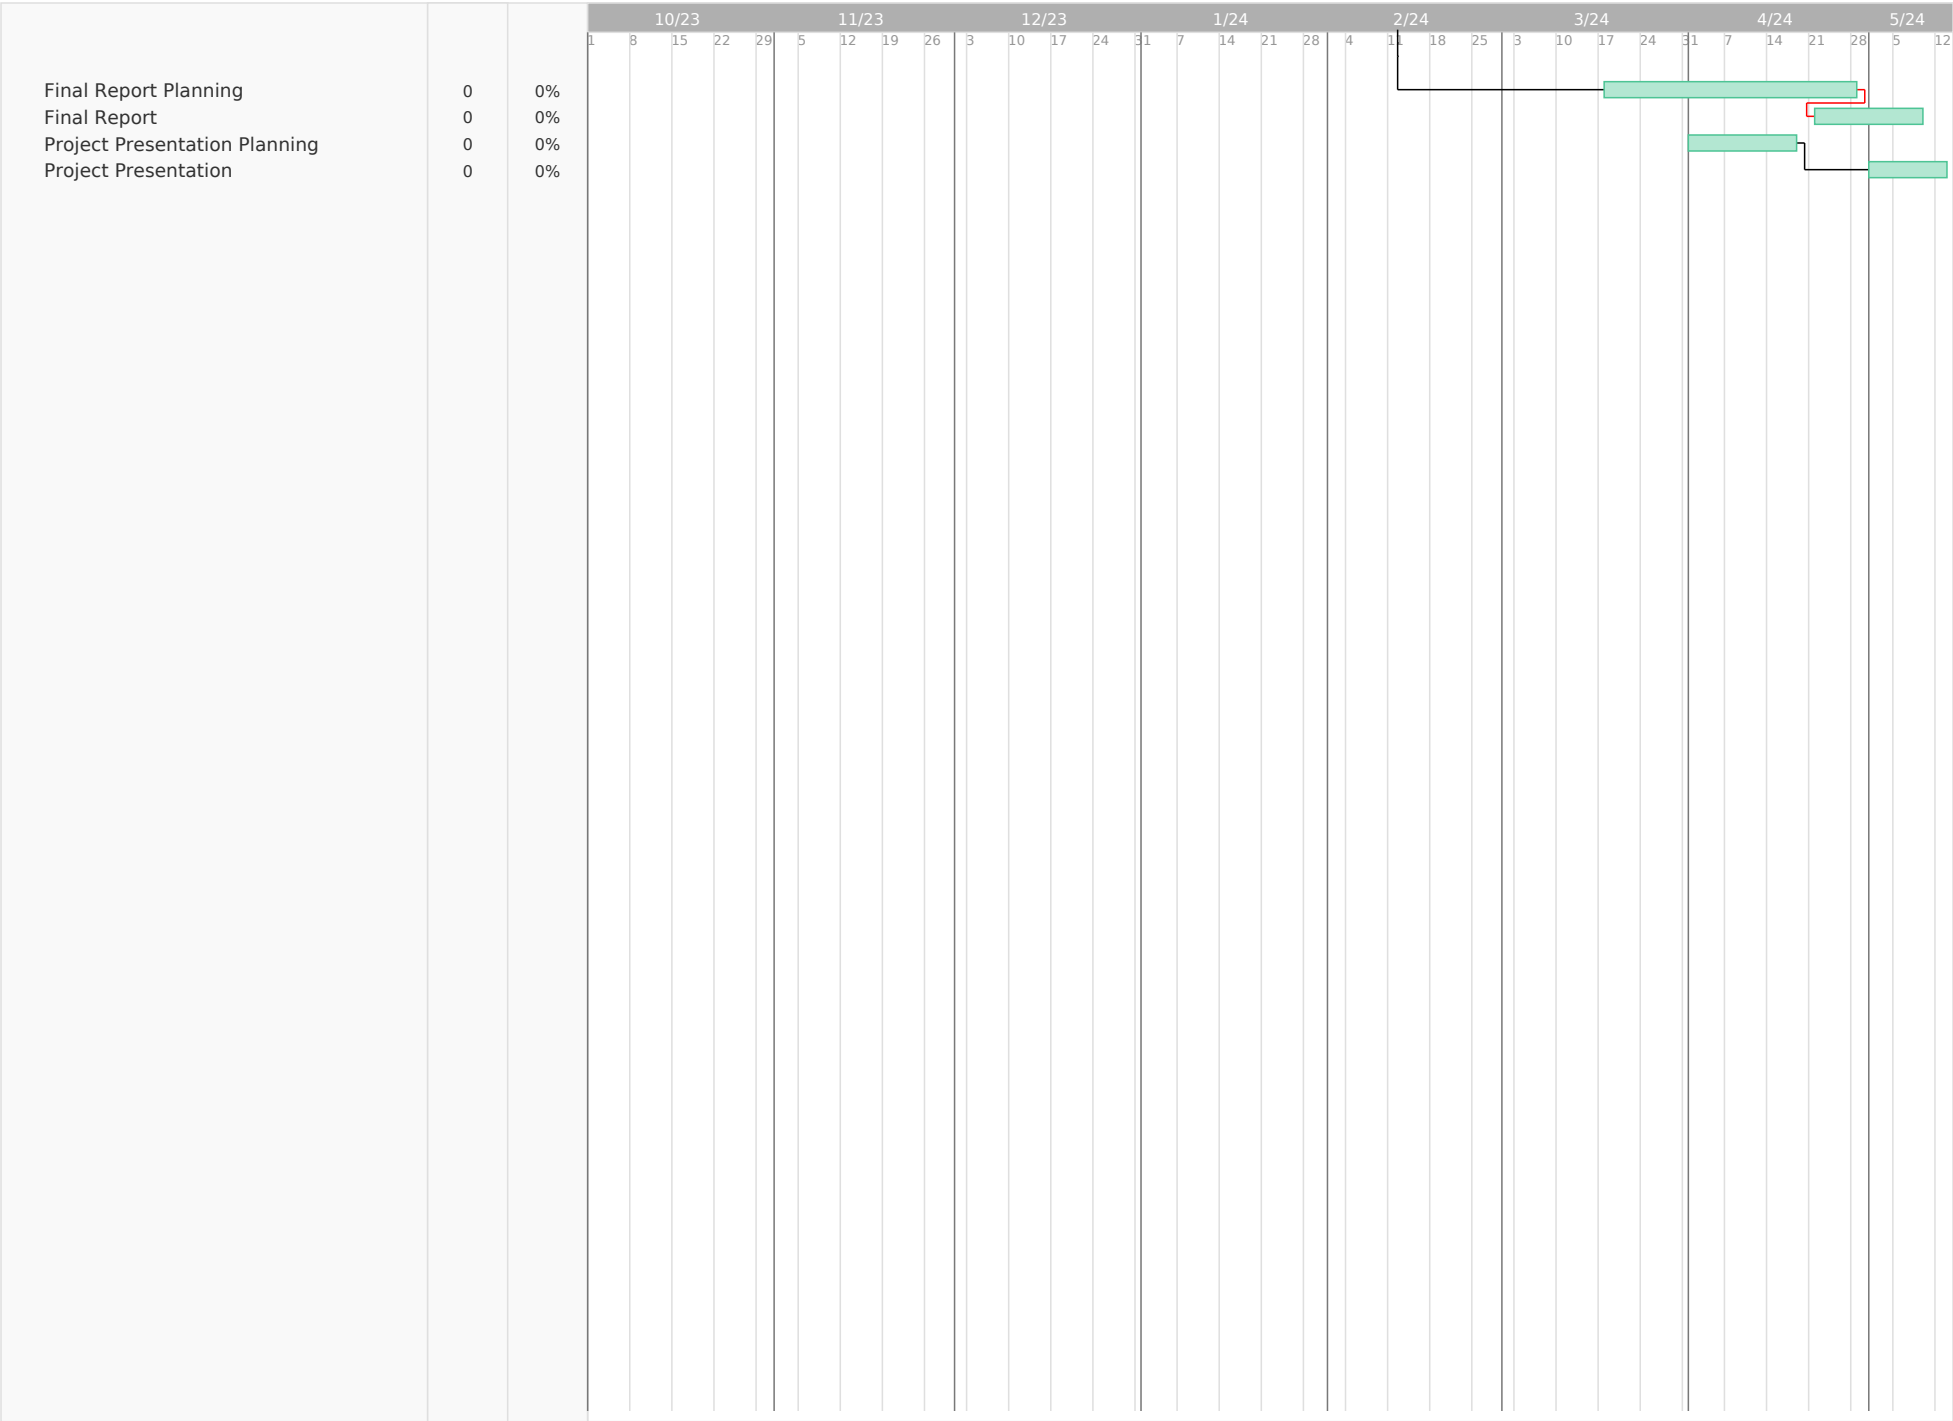 10/23 11/23 12/23 1/24 2/24 3/24 4/24 5/24
1 8 15 22 29 5 12 19 26 3 10 17 24 31 7 14 21 28 4 11 18 25 3 10 17 24 31 7 14 21 28 5 12
Final Report Planning 0 0%
Final Report 0 0%
Project Presentation Planning 0 0%
Project Presentation 0 0%